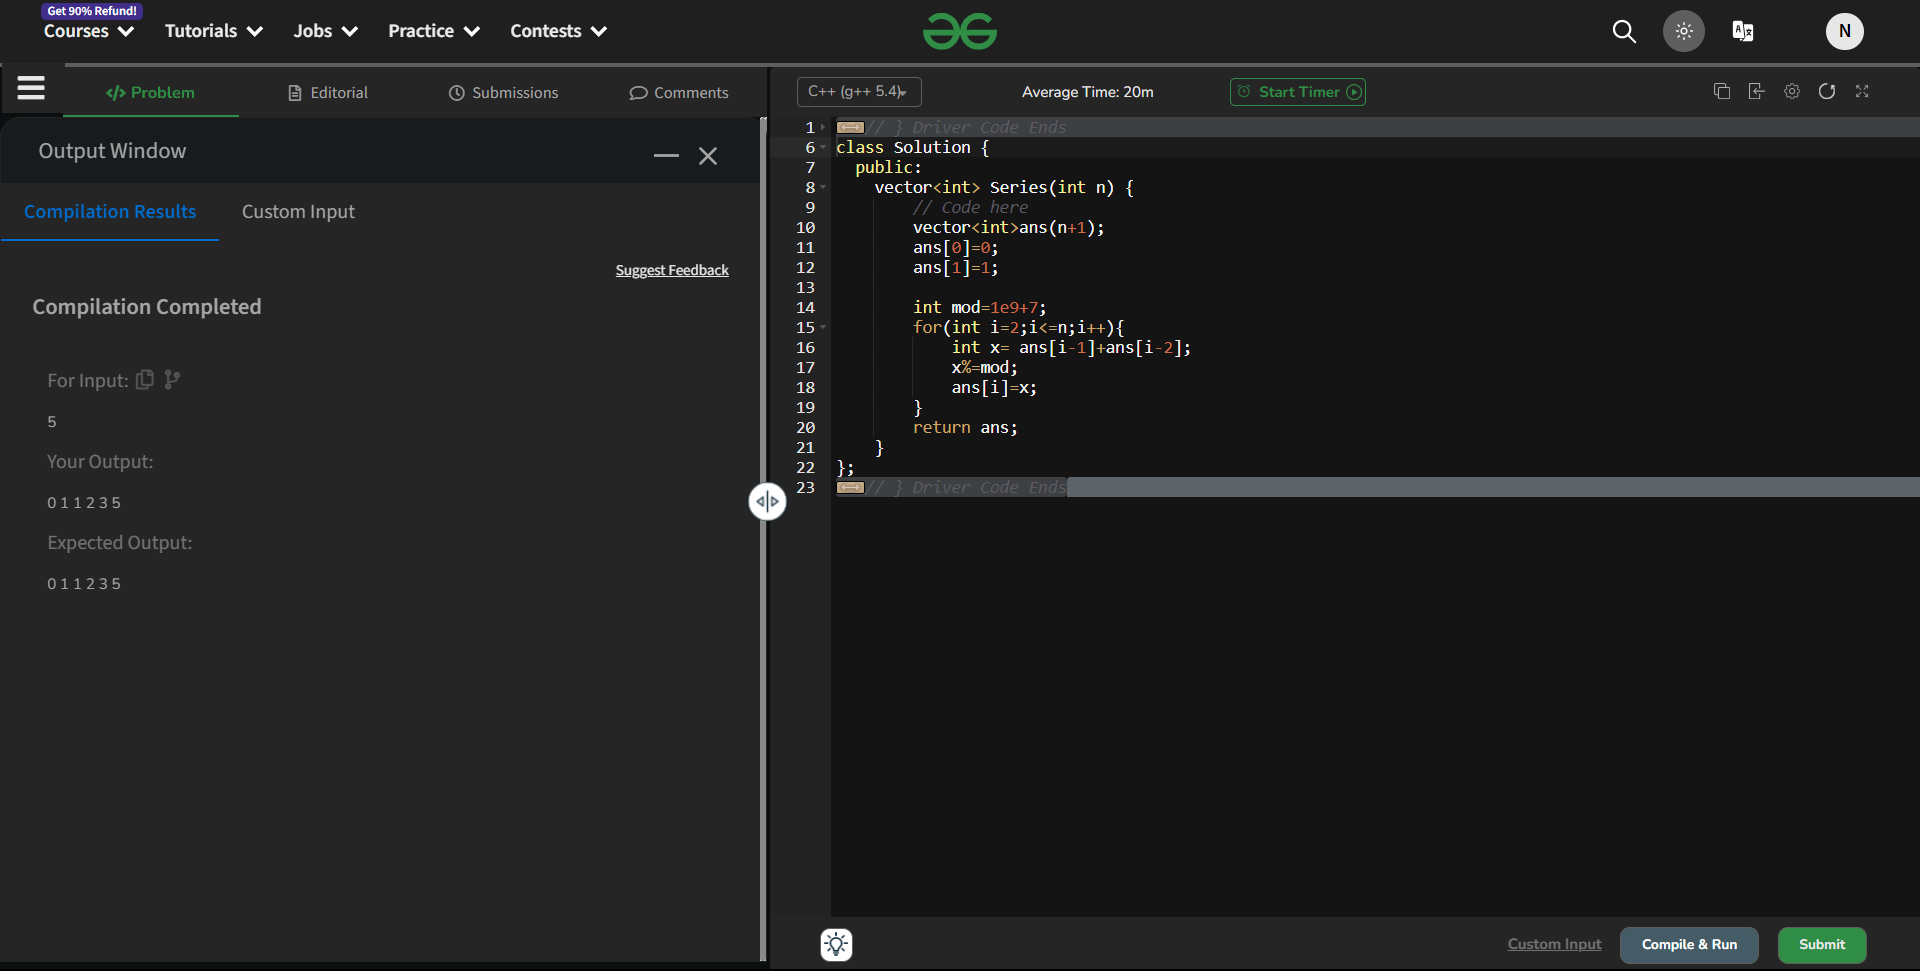 Get 90% Refund!
Courses Tutorials Jobs Practice Contests
N
Problem Editorial Submissions Comments
Output Window
Compilation Results Custom Input
Suggest Feedback
Compilation Completed
For Input:
5
Your Output:
0 1 1 2 3 5
Expected Output:
0 1 1 2 3 5
C++ (g++ 5.4) Average Time: 20m Start Timer
1 // } Driver Code Ends
6 class Solution {
7 public:
8 vector<int> Series(int n) {
9 // Code here
10 vector<int>ans(n+1);
11 ans[0]=0;
12 ans[1]=1;
13
14 int mod=1e9+7;
15 for(int i=2;i<=n;i++){
16 int x= ans[i-1]+ans[i-2];
17 x%=mod;
18 ans[i]=x;
19 }
20 return ans;
21 }
22 };
23 // } Driver Code Ends
Custom Input Compile & Run Submit